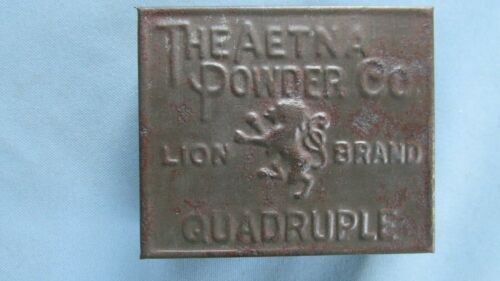 THE AETNA
POWDER CO.
LION BRAND
QUADRUPLE